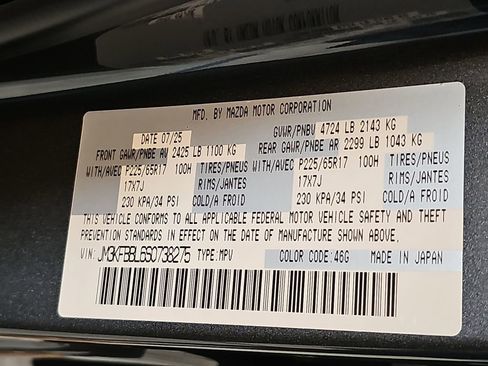 MFD. BY MAZDA MOTOR CORPORATION
DATE 07/25 GVWR/PNBV 4724 LB 2143 KG
FRONT GAWR/PNBE AV 2425 LB 1100 KG REAR GAWR/PNBE AR 2299 LB 1043 KG
WITH/AVEC P225/65R17 100H TIRES/PNEUS WITH/AVEC P225/65R17 100H TIRES/PNEUS
17X7J RIMS/JANTES 17X7J RIMS/JANTES
230 KPA/34 PSI COLD/A FROID 230 KPA/34 PSI COLD/A FROID
THIS VEHICLE CONFORMS TO ALL APPLICABLE FEDERAL MOTOR VEHICLE SAFETY AND THEFT
PREVENTION STANDARDS IN EFFECT ON THE DATE OF MANUFACTURE SHOWN ABOVE.
VIN: JM3KFBBL6S0738275 TYPE:MPV COLOR CODE:46G MADE IN JAPAN